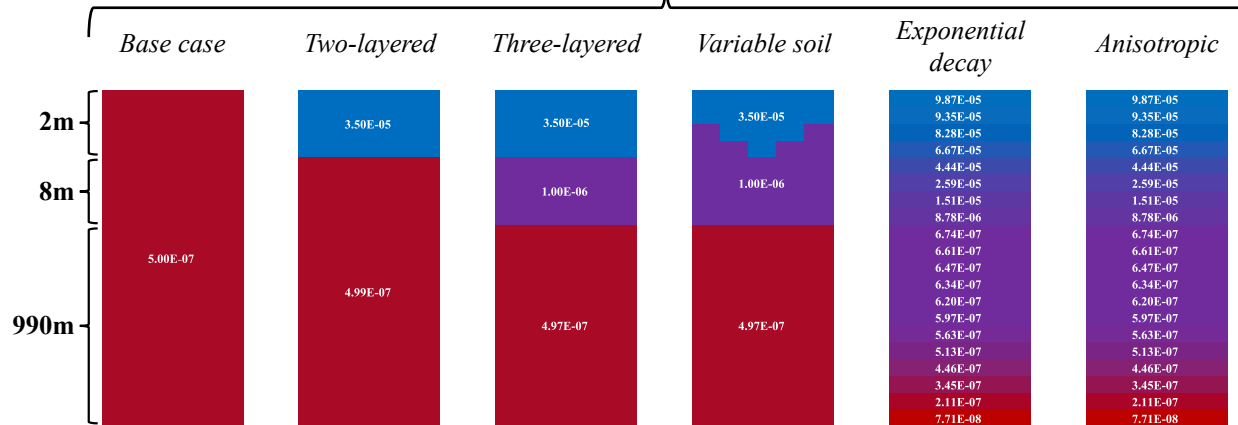 Base case
Two-layered
Three-layered
Variable soil
Exponential
decay
Anisotropic
2m
8m
990m
5.00E-07
3.50E-05
4.99E-07
3.50E-05
1.00E-06
4.97E-07
3.50E-05
1.00E-06
4.97E-07
9.87E-05
9.35E-05
8.28E-05
6.67E-05
4.44E-05
2.59E-05
1.51E-05
8.78E-06
6.74E-07
6.61E-07
6.47E-07
6.34E-07
6.20E-07
5.97E-07
5.63E-07
5.13E-07
4.46E-07
3.45E-07
2.11E-07
7.71E-08
9.87E-05
9.35E-05
8.28E-05
6.67E-05
4.44E-05
2.59E-05
1.51E-05
8.78E-06
6.74E-07
6.61E-07
6.47E-07
6.34E-07
6.20E-07
5.97E-07
5.63E-07
5.13E-07
4.46E-07
3.45E-07
2.11E-07
7.71E-08